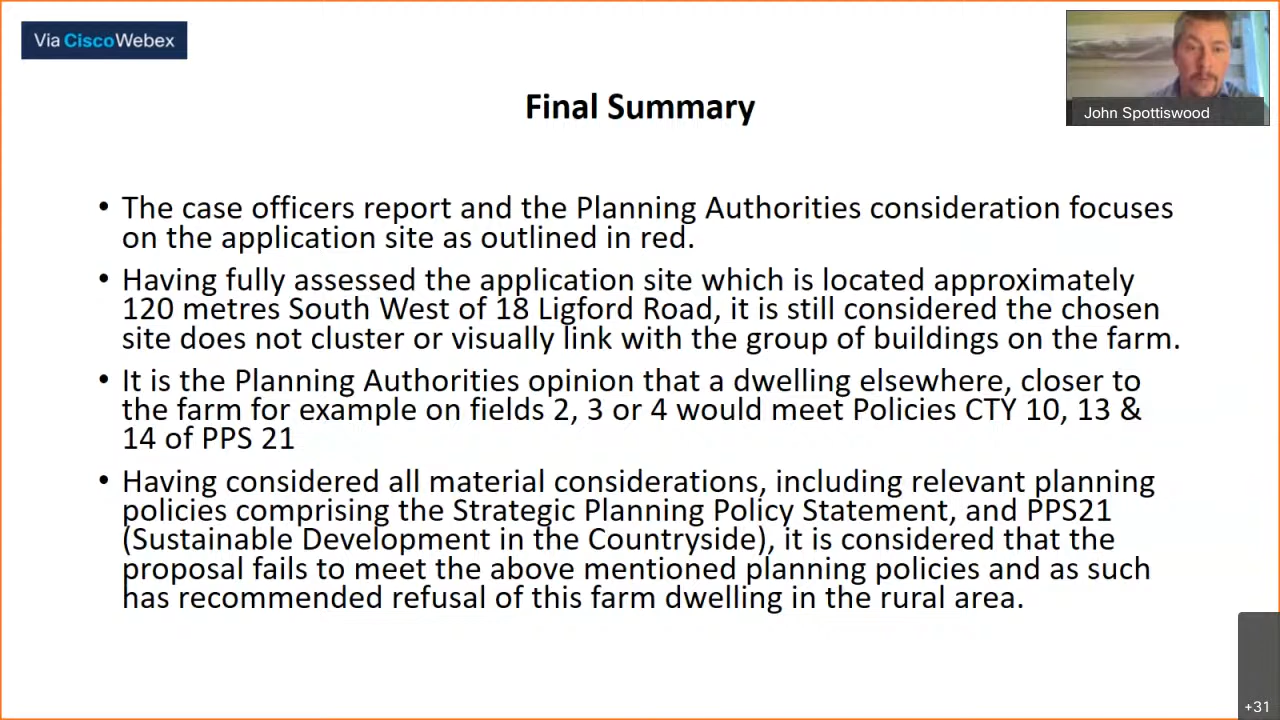 Via Cisco Webex
John Spottiswood
Final Summary
• The case officers report and the Planning Authorities consideration focuses
on the application site as outlined in red.
• Having fully assessed the application site which is located approximately
120 metres South West of 18 Ligford Road, it is still considered the chosen
site does not cluster or visually link with the group of buildings on the farm.
• It is the Planning Authorities opinion that a dwelling elsewhere, closer to
the farm for example on fields 2, 3 or 4 would meet Policies CTY 10, 13 &
14 of PPS 21
• Having considered all material considerations, including relevant planning
policies comprising the Strategic Planning Policy Statement, and PPS21
(Sustainable Development in the Countryside), it is considered that the
proposal fails to meet the above mentioned planning policies and as such
has recommended refusal of this farm dwelling in the rural area.
+31